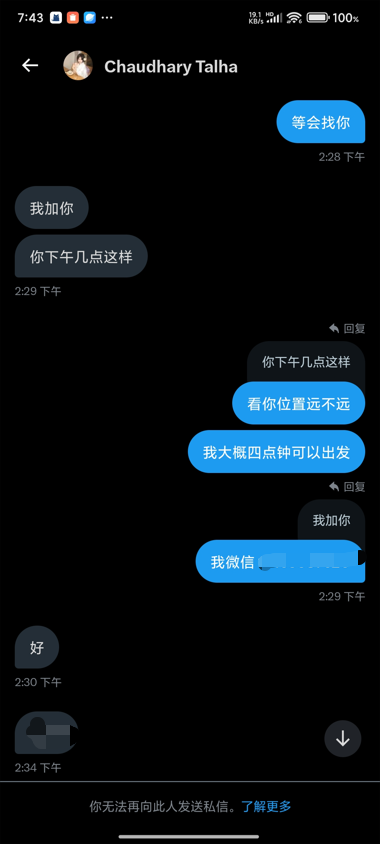 7:43
19.1
KB/s
HD
6
100%
Chaudhary Talha
等会找你
2:28 下午
我加你
你下午几点这样
2:29 下午
回复
你下午几点这样
看你位置远不远
我大概四点钟可以出发
回复
我加你
我微信
2:29 下午
好
2:30 下午
2:34 下午
你无法再向此人发送私信。了解更多